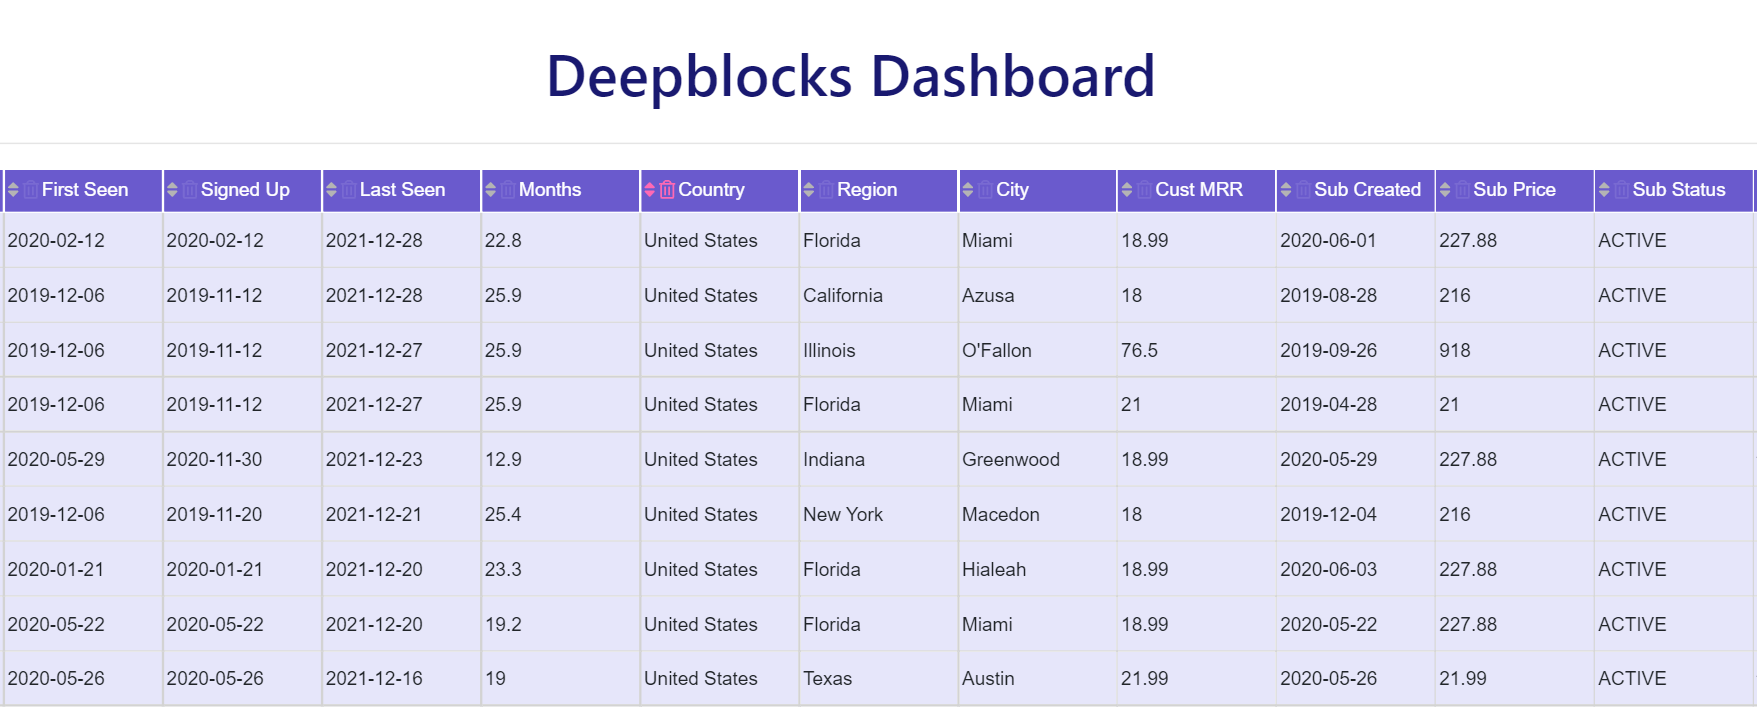 Deepblocks Dashboard
First Seen Signed Up Last Seen Months Country Region City Cust MRR Sub Created Sub Price Sub Status
2020-02-12 2020-02-12 2021-12-28 22.8 United States Florida Miami 18.99 2020-06-01 227.88 ACTIVE
2019-12-06 2019-11-12 2021-12-28 25.9 United States California Azusa 18 2019-08-28 216 ACTIVE
2019-12-06 2019-11-12 2021-12-27 25.9 United States Illinois O'Fallon 76.5 2019-09-26 918 ACTIVE
2019-12-06 2019-11-12 2021-12-27 25.9 United States Florida Miami 21 2019-04-28 21 ACTIVE
2020-05-29 2020-11-30 2021-12-23 12.9 United States Indiana Greenwood 18.99 2020-05-29 227.88 ACTIVE
2019-12-06 2019-11-20 2021-12-21 25.4 United States New York Macedon 18 2019-12-04 216 ACTIVE
2020-01-21 2020-01-21 2021-12-20 23.3 United States Florida Hialeah 18.99 2020-06-03 227.88 ACTIVE
2020-05-22 2020-05-22 2021-12-20 19.2 United States Florida Miami 18.99 2020-05-22 227.88 ACTIVE
2020-05-26 2020-05-26 2021-12-16 19 United States Texas Austin 21.99 2020-05-26 21.99 ACTIVE